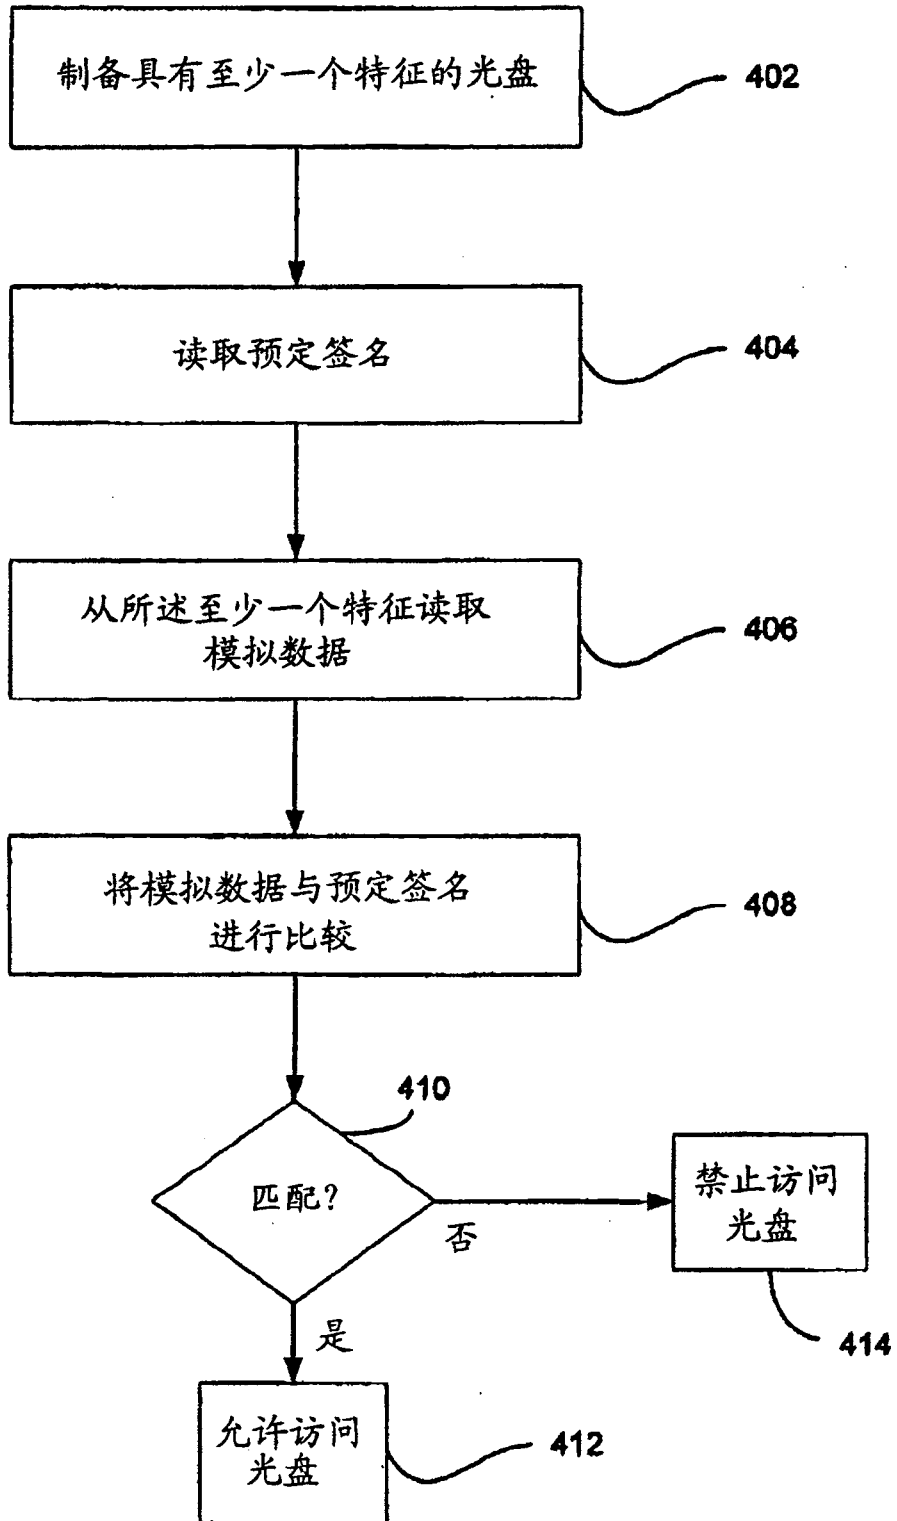 制备具有至少一个特征的光盘
402
读取预定签名
404
从所述至少一个特征读取
模拟数据
406
将模拟数据与预定签名
进行比较
408
410
匹配?
否
禁止访问
光盘
414
是
允许访问
光盘
412